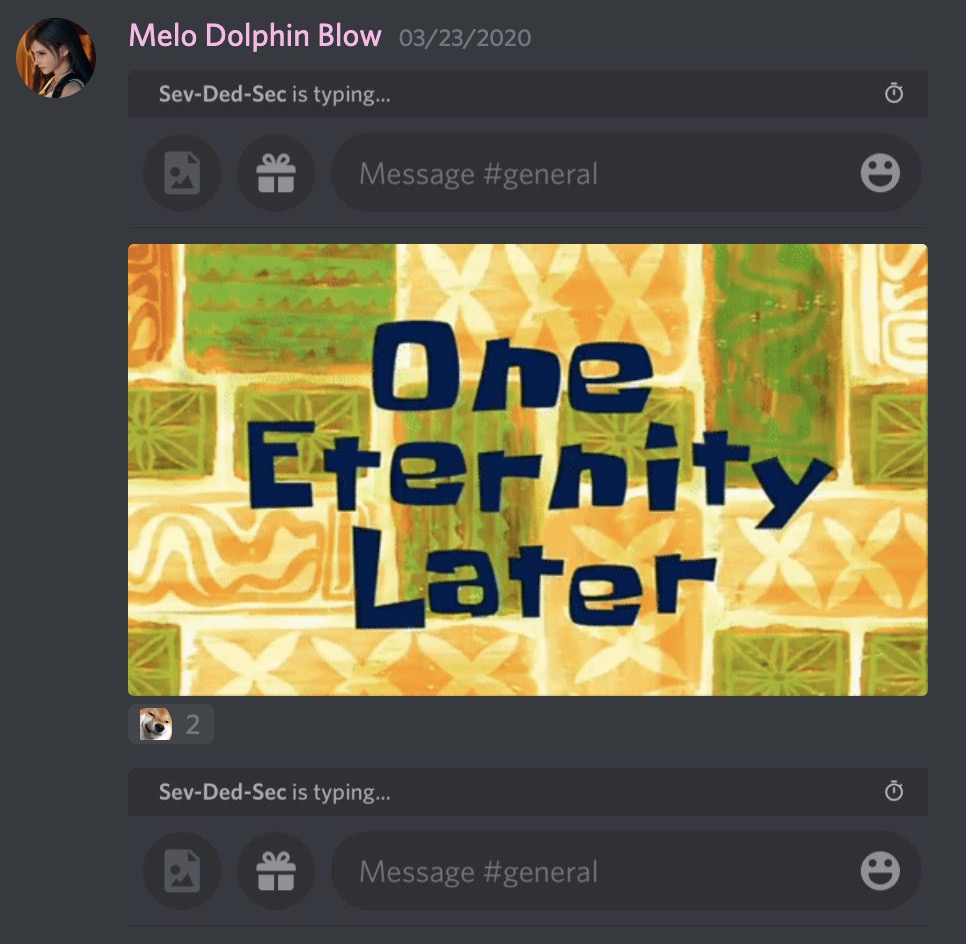 Melo Dolphin Blow 03/23/2020
Sev-Ded-Sec is typing...
Message #general
One
Eternity
Later
2
Sev-Ded-Sec is typing...
Message #general